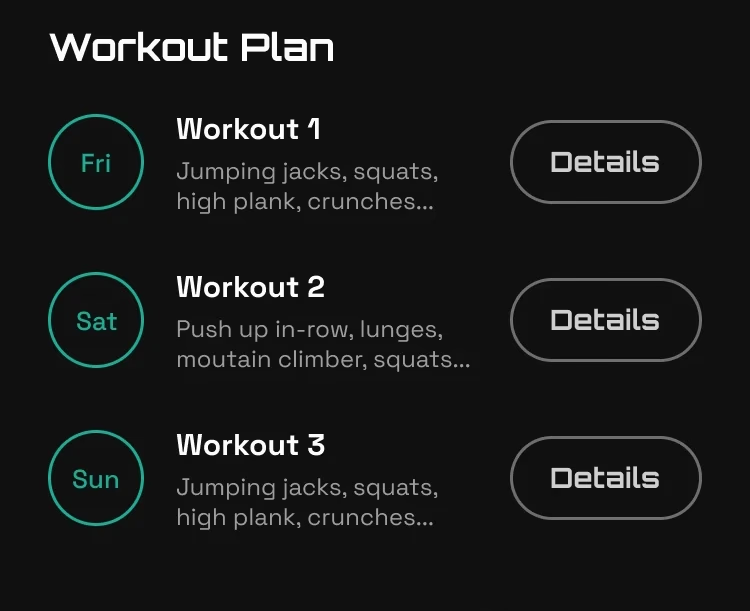 Workout Plan
Fri
Workout 1
Jumping jacks, squats,
high plank, crunches...
Details
Sat
Workout 2
Push up in-row, lunges,
moutain climber, squats...
Details
Sun
Workout 3
Jumping jacks, squats,
high plank, crunches...
Details